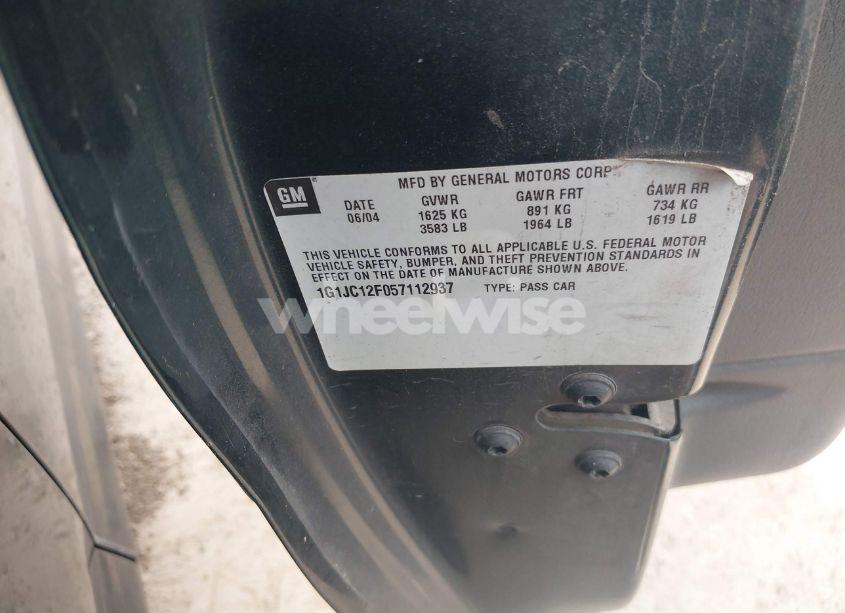 GM
MFD BY GENERAL MOTORS CORP
DATE GVWR GAWR FRT GAWR RR
06/04 1625 KG 891 KG 734 KG
3583 LB 1964 LB 1619 LB
THIS VEHICLE CONFORMS TO ALL APPLICABLE U.S. FEDERAL MOTOR
VEHICLE SAFETY, BUMPER, AND THEFT PREVENTION STANDARDS IN
EFFECT ON THE DATE OF MANUFACTURE SHOWN ABOVE.
1G1JC12F057112937 TYPE: PASS CAR
wheelwise